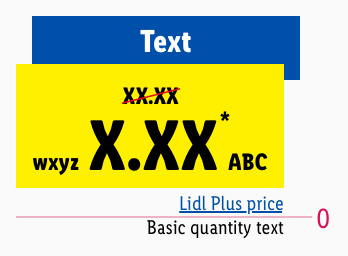 Text
XX.XX
wxyz X.XX* ABC
Lidl Plus price
0
Basic quantity text